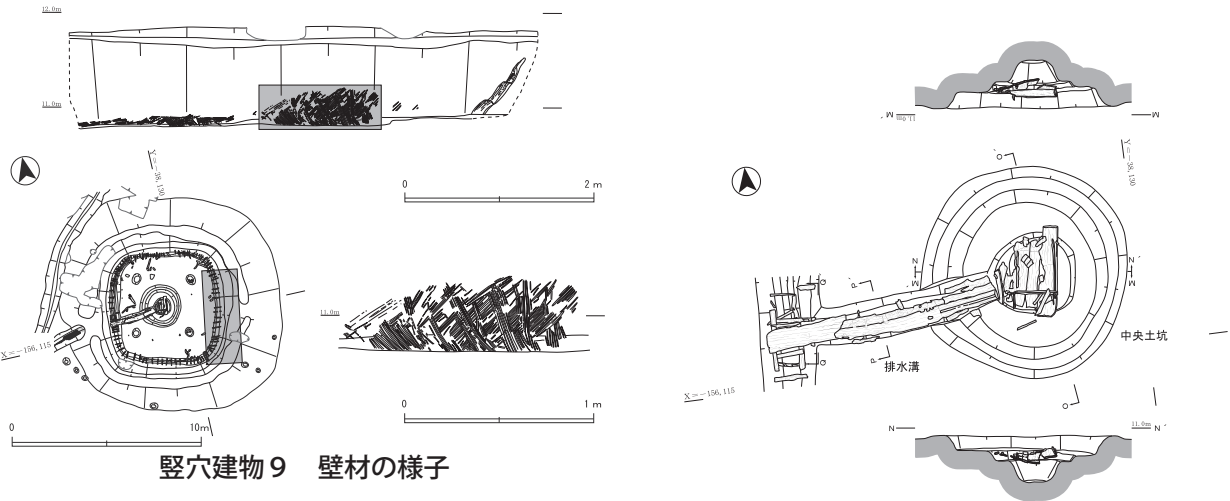 12.0m
11.0m
Y=-38,130
0 2 m
11.0m
X=-156,115
0 1 m
0 10m
竪穴建物９ 壁材の様子
M´ 11.0m M
Y=-38,130
O´
N´
M´
N
M
Q´
P´
中央土坑
P
Q
排水溝
X=-156,115
O
N 11.0m N´